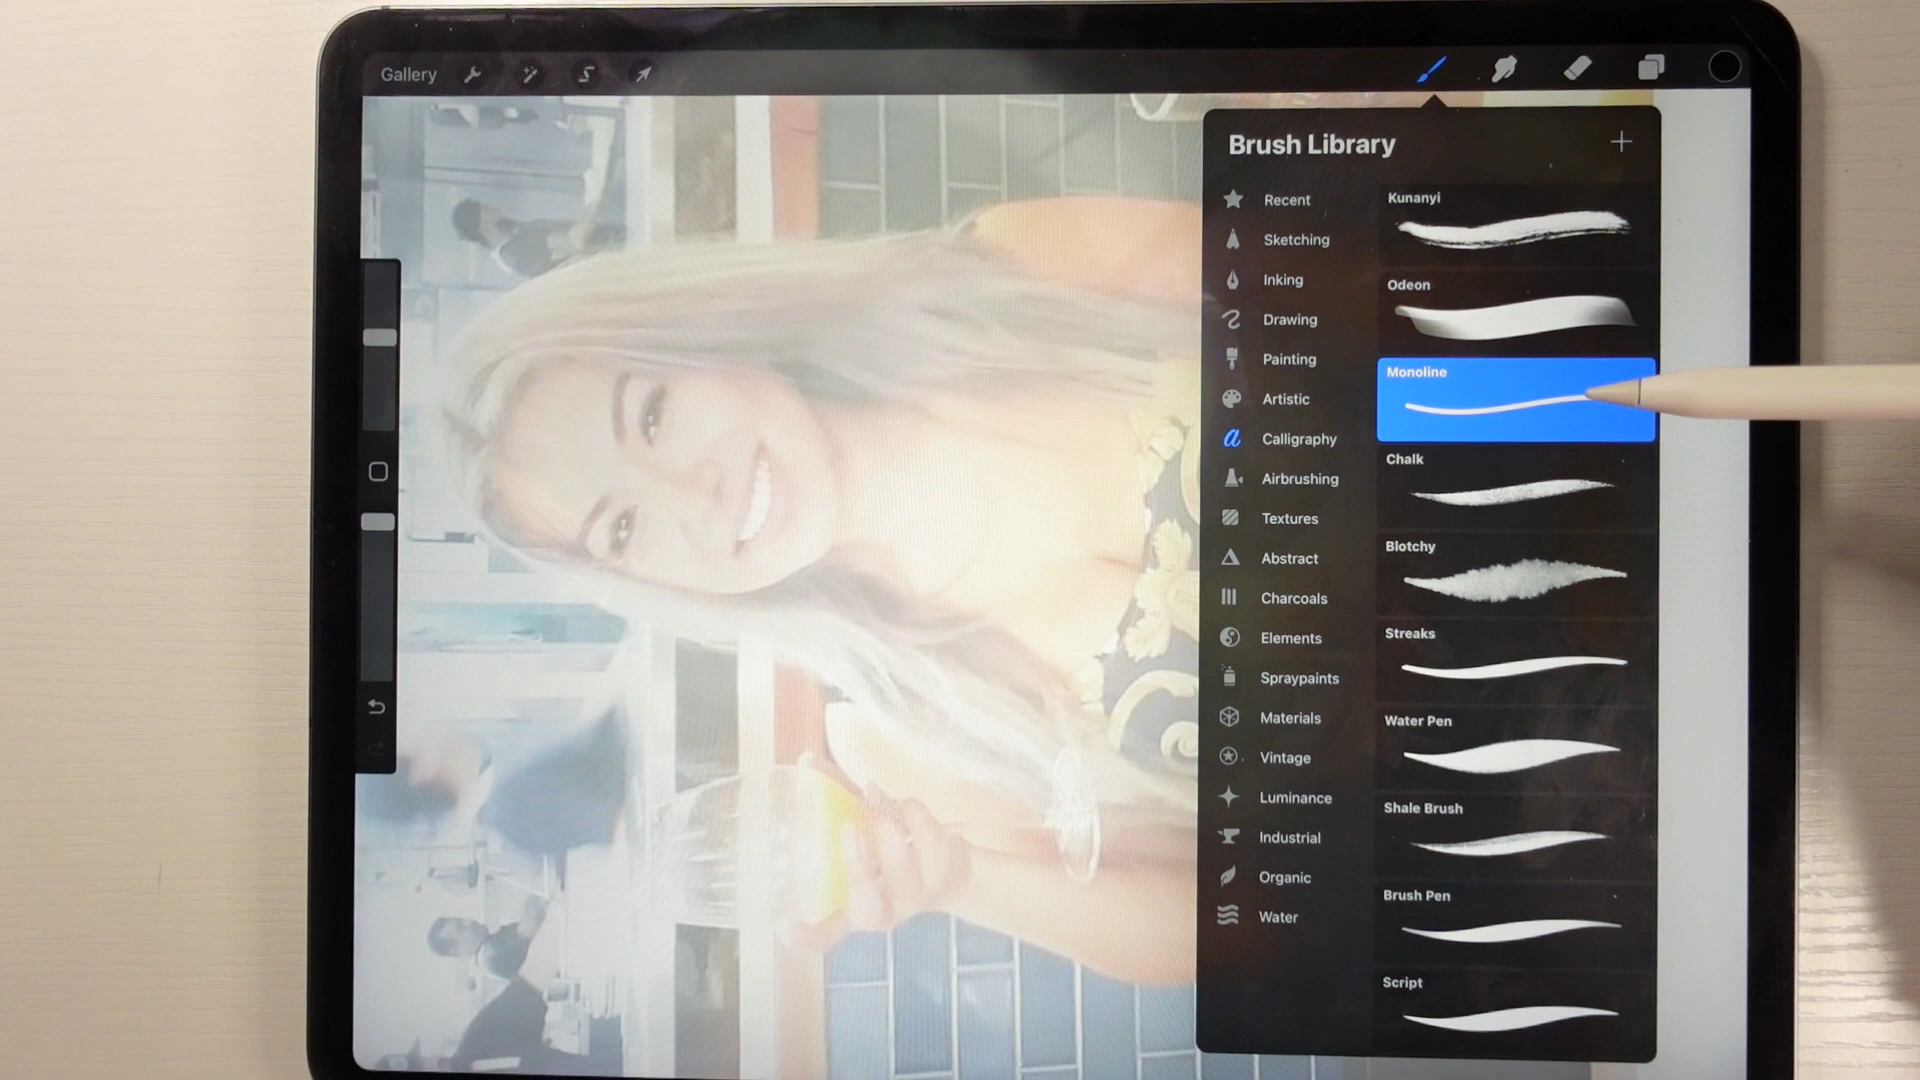 Gallery
Brush Library
Recent
Sketching
Inking
Drawing
Painting
Artistic
Calligraphy
Airbrushing
Textures
Abstract
Charcoals
Elements
Spraypaints
Materials
Vintage
Luminance
Industrial
Organic
Water
Kunanyi
Odeon
Monoline
Chalk
Blotchy
Streaks
Water Pen
Shale Brush
Brush Pen
Script